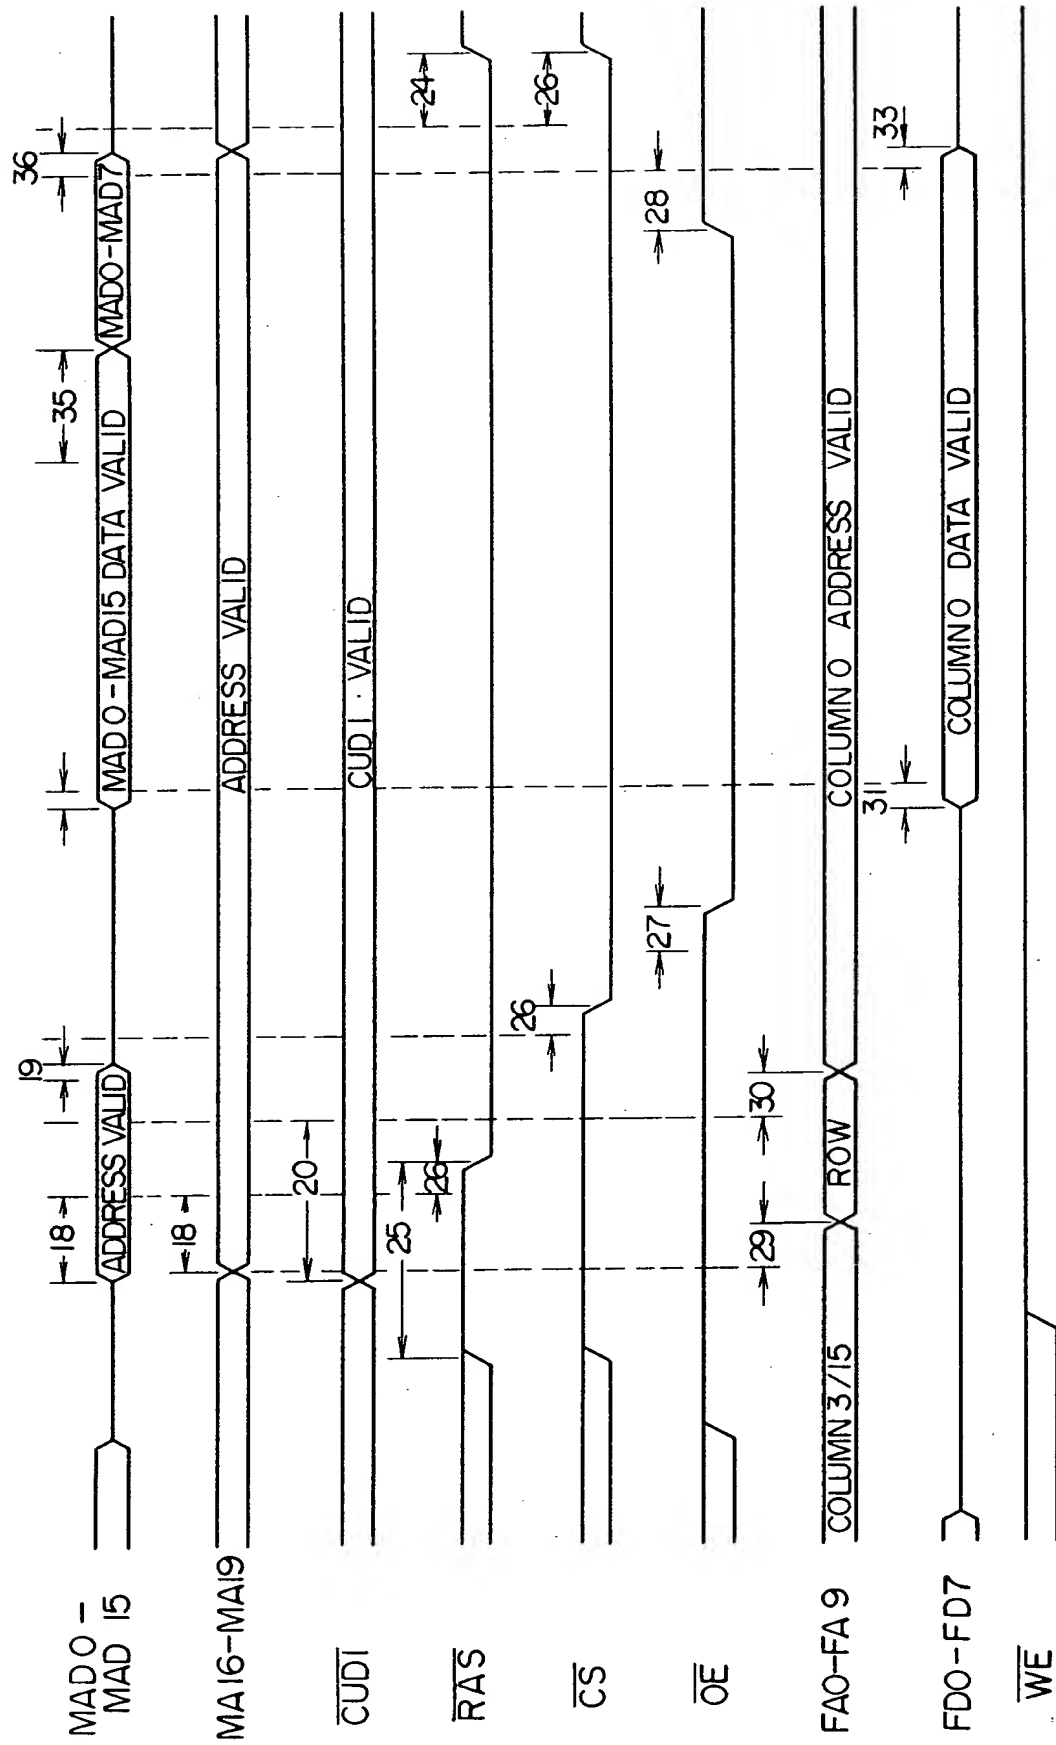 MAD0-
MAD 15
ADDRESS VALID
MAD0-MAD15 DATA VALID
MAD0-MAD7
18
19
35
36
MA16-MA19
ADDRESS VALID
18
CUD1
CUD1 · VALID
20
RAS
25
26
24
CS
26
26
OE
27
28
FA0-FA9
COLUMN 3/15
ROW
COLUMN 0 ADDRESS VALID
29
30
FD0-FD7
COLUMN 0 DATA VALID
31
33
WE